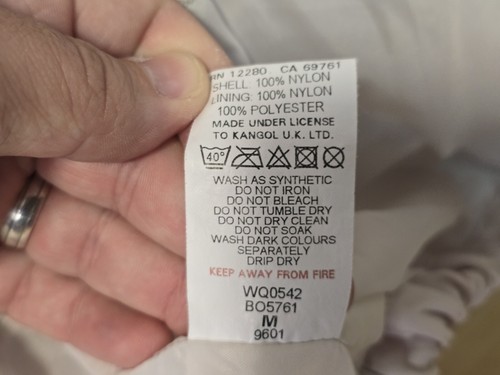 RN 12280 CA 69761
SHELL: 100% NYLON
LINING: 100% NYLON
100% POLYESTER
MADE UNDER LICENSE
TO KANGOL U.K. LTD.
40°
WASH AS SYNTHETIC
DO NOT IRON
DO NOT BLEACH
DO NOT TUMBLE DRY
DO NOT DRY CLEAN
DO NOT SOAK
WASH DARK COLOURS
SEPARATELY
DRIP DRY
KEEP AWAY FROM FIRE
WQ0542
BO5761
M
9601